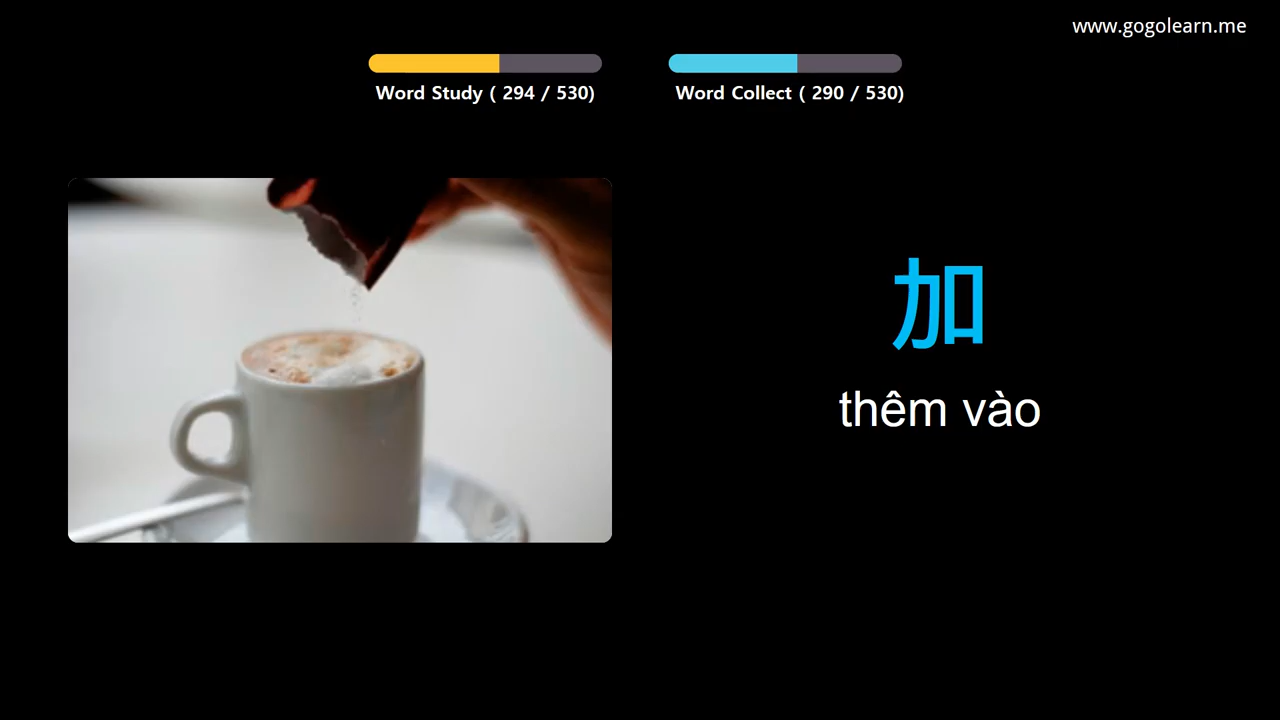 www.gogolearn.me
Word Study ( 294 / 530)
Word Collect ( 290 / 530)
加
thêm vào